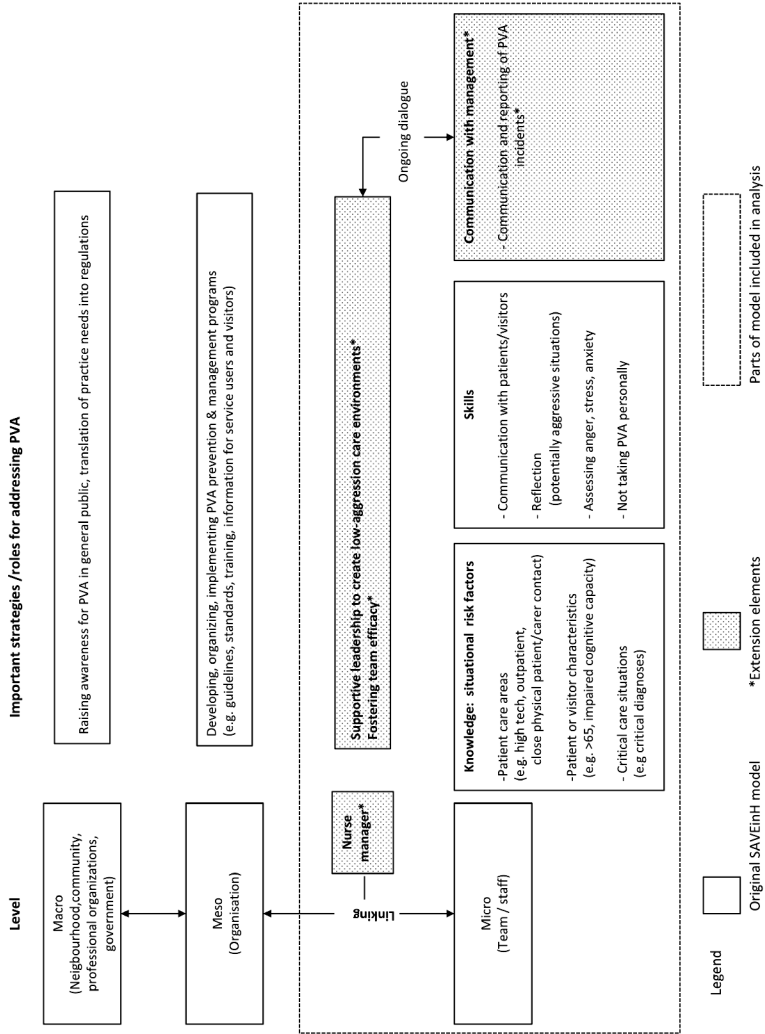 Level
Important strategies /roles for addressing PVA
Macro
(Neigbourhood,community,
professional organizations,
government)
Raising awareness for PVA in general public, translation of practice needs into regulations
Meso
(Organisation)
Developing, organizing, implementing PVA prevention & management programs
(e.g. guidelines, standards, training, information for service users and visitors)
Linking
Nurse
manager*
Supportive leadership to create low-aggression care environments*
Fostering team efficacy*
Ongoing dialogue
Micro
(Team / staff)
Knowledge: situational risk factors
-Patient care areas
(e.g. high tech, outpatient,
close physical patient/carer contact)
-Patient or visitor characteristics
(e.g. >65, impaired cognitive capacity)
- Critical care situations
(e.g critical diagnoses)
Skills
- Communication with patients/visitors
- Reflection
(potentially aggressive situations)
- Assessing anger, stress, anxiety
- Not taking PVA personally
Communication with management*
- Communication and reporting of PVA
incidents*
Legend
Original SAVEinH model
*Extension elements
Parts of model included in analysis